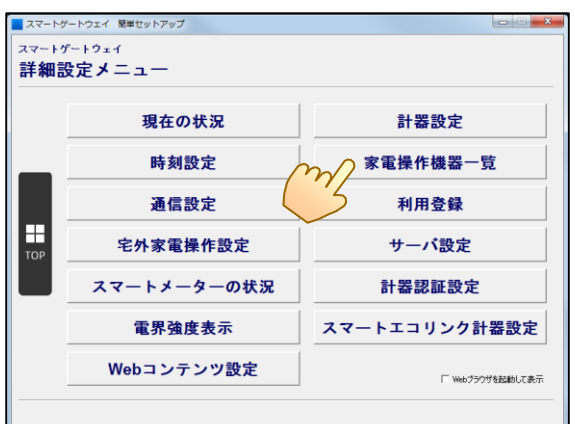 スマートゲートウェイ 簡単セットアップ
スマートゲートウェイ
詳細設定メニュー
現在の状況
計器設定
時刻設定
家電操作機器一覧
通信設定
利用登録
TOP
宅外家電操作設定
サーバ設定
スマートメーターの状況
計器認証設定
電界強度表示
スマートエコリンク計器設定
Webコンテンツ設定
Webブラウザを起動して表示